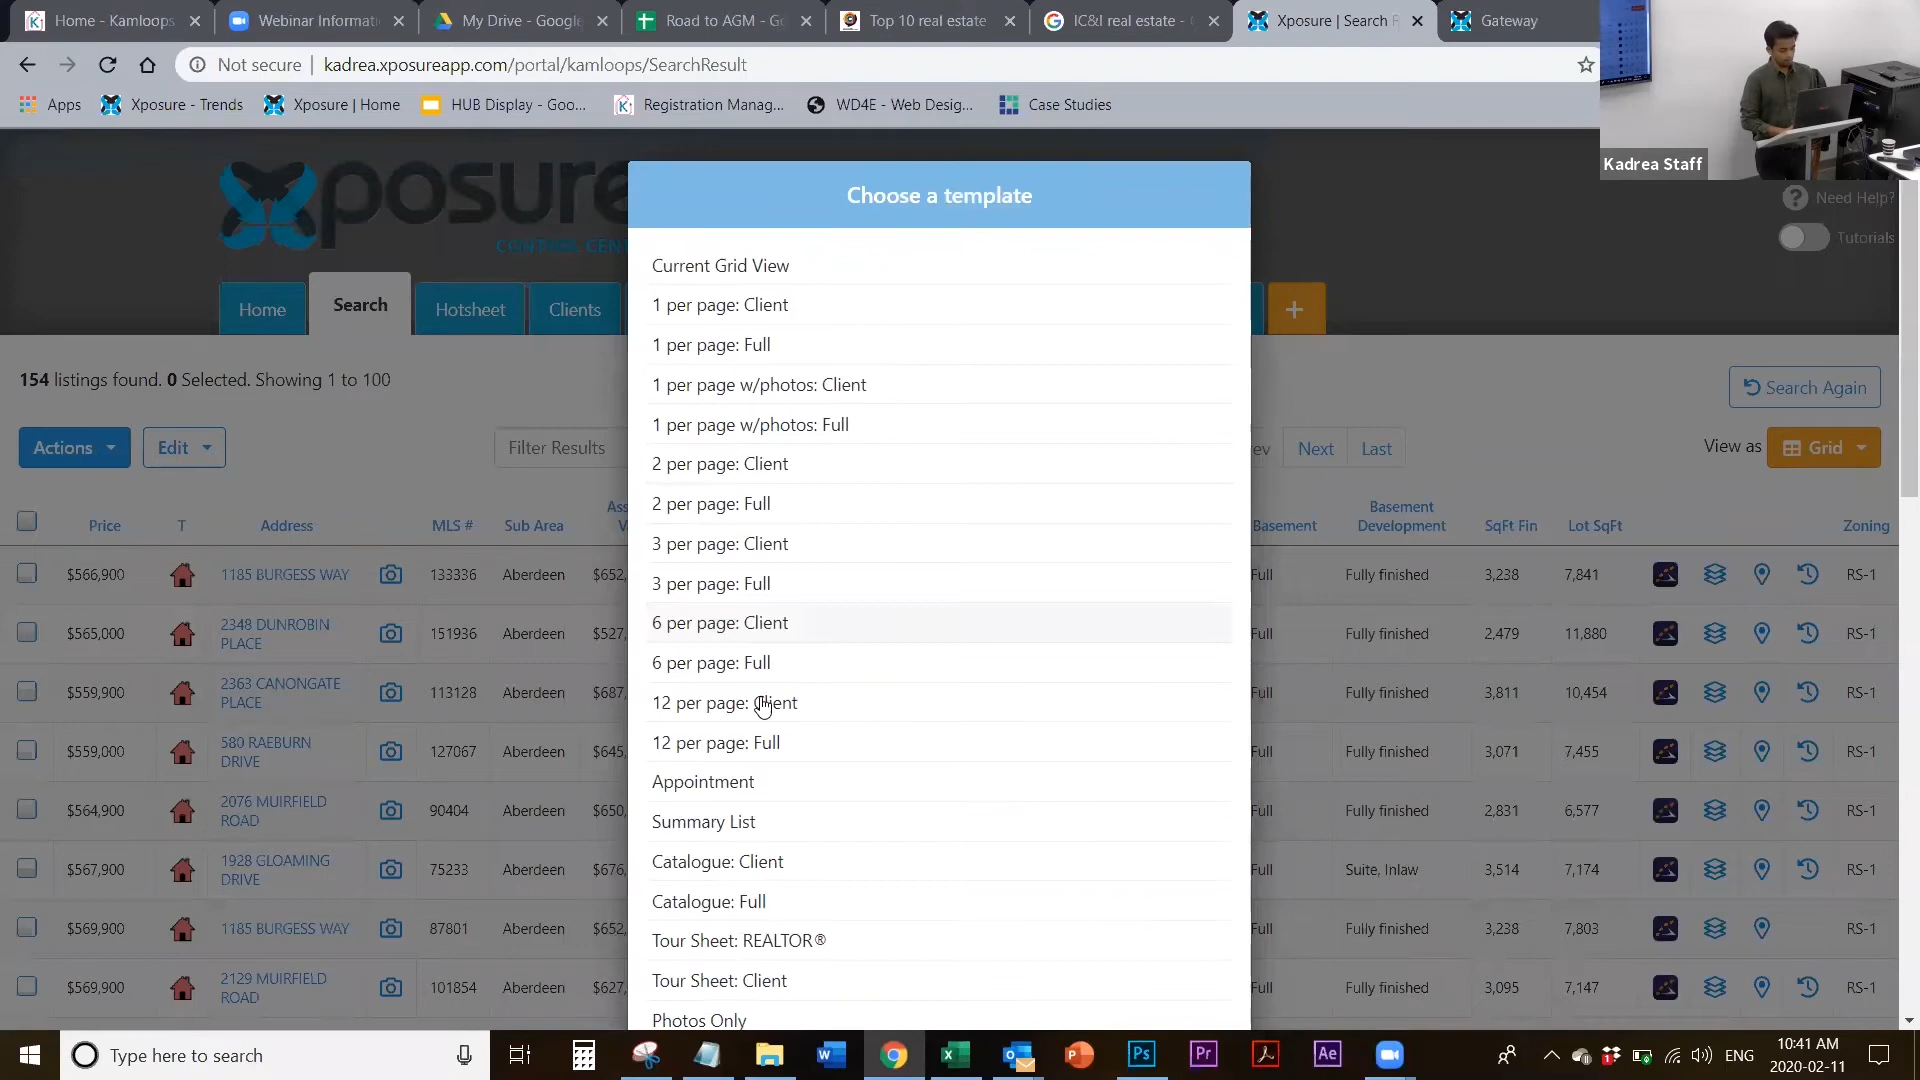 Home - Kamloops
Webinar Informati
My Drive - Google
Road to AGM - Go
Top 10 real estate
IC&I real estate -
Xposure | Search R
Gateway
Not secure | kadrea.xposureapp.com/portal/kamloops/SearchResult
Apps
Xposure - Trends
Xposure | Home
HUB Display - Goo...
Registration Manag...
WD4E - Web Desig...
Case Studies
Kadrea Staff
xposure
CONTROL CEN
Need Help?
Tutorials
Home
Search
Hotsheet
Clients
+
154 listings found. 0 Selected. Showing 1 to 100
Search Again
Actions
Edit
Filter Results
ev
Next
Last
View as
Grid
Choose a template
Current Grid View
1 per page: Client
1 per page: Full
1 per page w/photos: Client
1 per page w/photos: Full
2 per page: Client
2 per page: Full
3 per page: Client
3 per page: Full
6 per page: Client
6 per page: Full
12 per page: Client
12 per page: Full
Appointment
Summary List
Catalogue: Client
Catalogue: Full
Tour Sheet: REALTOR®
Tour Sheet: Client
Photos Only
Price T Address MLS # Sub Area Ass V Basement Basement Development SqFt Fin Lot SqFt Zoning
$566,900 1185 BURGESS WAY 133336 Aberdeen $652, Full Fully finished 3,238 7,841 RS-1
$565,000 2348 DUNROBIN PLACE 151936 Aberdeen $527, Full Fully finished 2,479 11,880 RS-1
$559,900 2363 CANONGATE PLACE 113128 Aberdeen $687, Full Fully finished 3,811 10,454 RS-1
$559,000 580 RAEBURN DRIVE 127067 Aberdeen $645, Full Fully finished 3,071 7,455 RS-1
$564,900 2076 MUIRFIELD ROAD 90404 Aberdeen $650, Full Fully finished 2,831 6,577 RS-1
$567,900 1928 GLOAMING DRIVE 75233 Aberdeen $676, Full Suite, Inlaw 3,514 7,174 RS-1
$569,900 1185 BURGESS WAY 87801 Aberdeen $652, Full Fully finished 3,238 7,803 RS-1
$569,900 2129 MUIRFIELD ROAD 101854 Aberdeen $627, Full Fully finished 3,095 7,147 RS-1
Type here to search
ENG
10:41 AM
2020-02-11